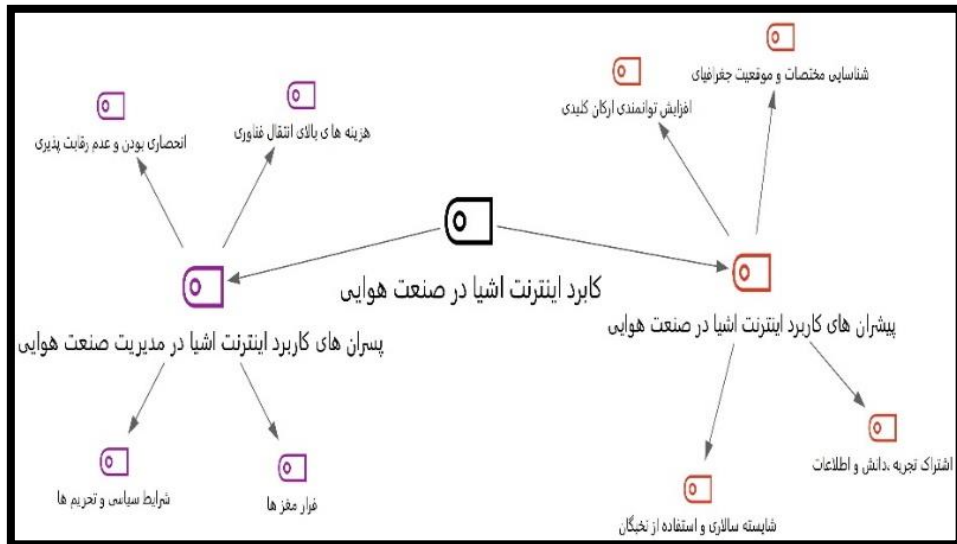 شناسایی مختصات و موقعیت جغرافیای
افزایش توانمندی ارکان کلیدی
هزینه ها ی بالای انتقال فناوری
انحصاری بودن و عدم رقابت پذیری
کابرد اینترنت اشیا در صنعت هوایی
پیشران های کاربرد اینترنت اشیا در صنعت هوایی
پسران های کاربرد اینترنت اشیا در مدیریت صنعت هوایی
اشتراک تجربه ،دانش و اطلاعات
شایسته سالاری و استفاده از نخبگان
فرار مغز ها
شرایط سیاسی و تحریم ها